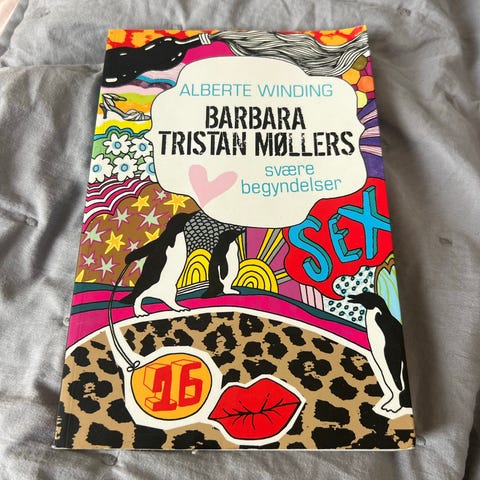 ALBERTE WINDING
BARBARA
TRISTAN MØLLERS
svære
begyndelser
SEX
16